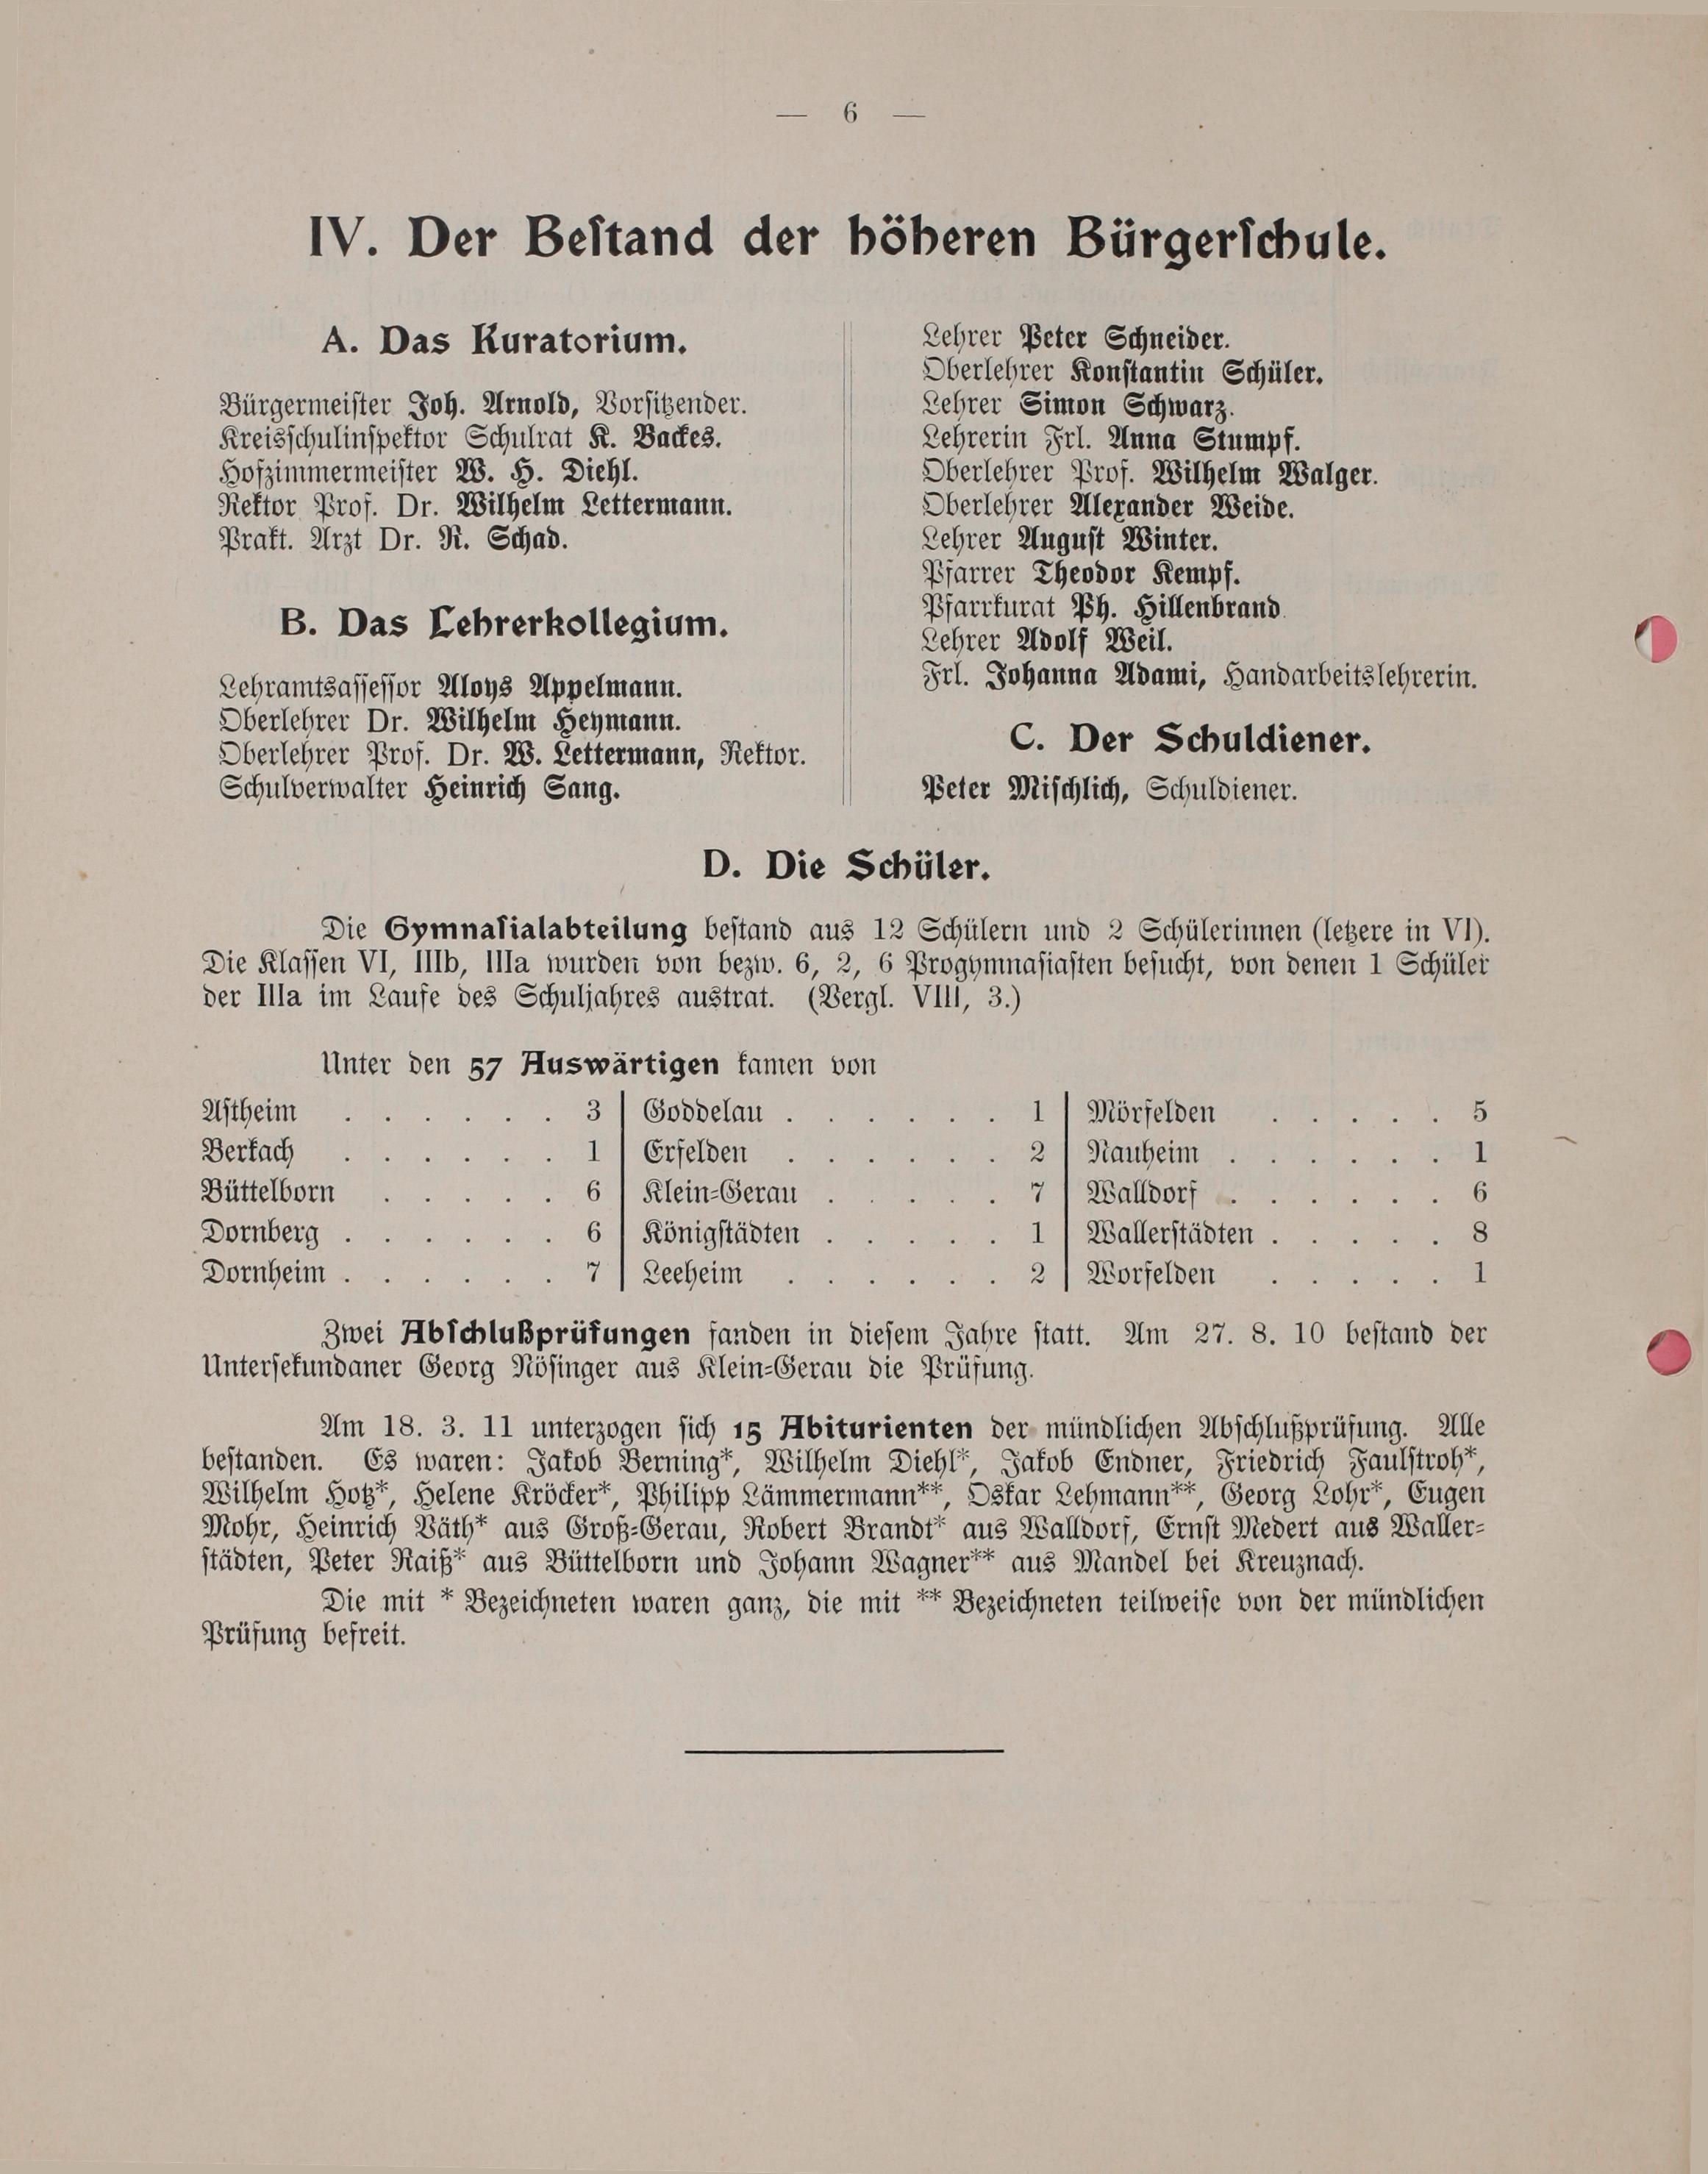 — 6 —
IV. Der Beſtand der höheren Bürgerſchule.
A. Das Kuratorium.
Bürgermeiſter Joh. Arnold, Vorſitzender.
Kreisſchulinſpektor Schulrat K. Backes.
Hofzimmermeiſter W. H. Diehl.
Rektor Prof. Dr. Wilhelm Lettermann.
Prakt. Arzt Dr. R. Schad.
B. Das Lehrerkollegium.
Lehramtsaſſeſſor Aloys Appelmann.
Oberlehrer Dr. Wilhelm Heymann.
Oberlehrer Prof. Dr. W. Lettermann, Rektor.
Schulverwalter Heinrich Sang.
Lehrer Peter Schneider.
Oberlehrer Konſtantin Schüler.
Lehrer Simon Schwarz.
Lehrerin Frl. Anna Stumpf.
Oberlehrer Prof. Wilhelm Walger.
Oberlehrer Alexander Weide.
Lehrer Auguſt Winter.
Pfarrer Theodor Kempf.
Pfarrkurat Ph. Hillenbrand.
Lehrer Adolf Weil.
Frl. Johanna Adami, Handarbeitslehrerin.
C. Der Schuldiener.
Peter Miſchlich, Schuldiener.
D. Die Schüler.
Die Gymnaſialabteilung beſtand aus 12 Schülern und 2 Schülerinnen (letzere in VI).
Die Klaſſen VI, IIIb, IIIa wurden von bezw. 6, 2, 6 Progymnaſiaſten beſucht, von denen 1 Schüler
der IIIa im Laufe des Schuljahres austrat. (Vergl. VIII, 3.)
Unter den 57 Auswärtigen kamen von
Aſtheim . . . . . . 3 | Goddelau . . . . . . 1 | Mörfelden . . . . . 5
Berkach . . . . . . 1 | Erfelden . . . . . . 2 | Nauheim . . . . . . 1
Büttelborn . . . . . 6 | Klein-Gerau . . . . . 7 | Walldorf . . . . . . 6
Dornberg . . . . . . 6 | Königſtädten . . . . . 1 | Wallerſtädten . . . . . 8
Dornheim . . . . . . 7 | Leeheim . . . . . . 2 | Worfelden . . . . . 1
Zwei Abſchlußprüfungen fanden in dieſem Jahre ſtatt. Am 27. 8. 10 beſtand der
Unterſekundaner Georg Nöſinger aus Klein-Gerau die Prüfung.
Am 18. 3. 11 unterzogen ſich 15 Abiturienten der mündlichen Abſchlußprüfung. Alle
beſtanden. Es waren: Jakob Berning*, Wilhelm Diehl*, Jakob Endner, Friedrich Faulſtroh*,
Wilhelm Hotz*, Helene Kröcker*, Philipp Lämmermann**, Oskar Lehmann**, Georg Lohr*, Eugen
Mohr, Heinrich Väth* aus Groß-Gerau, Robert Brandt* aus Walldorf, Ernſt Medert aus Waller-
ſtädten, Peter Raiß* aus Büttelborn und Johann Wagner** aus Mandel bei Kreuznach.
Die mit * Bezeichneten waren ganz, die mit ** Bezeichneten teilweiſe von der mündlichen
Prüfung befreit.